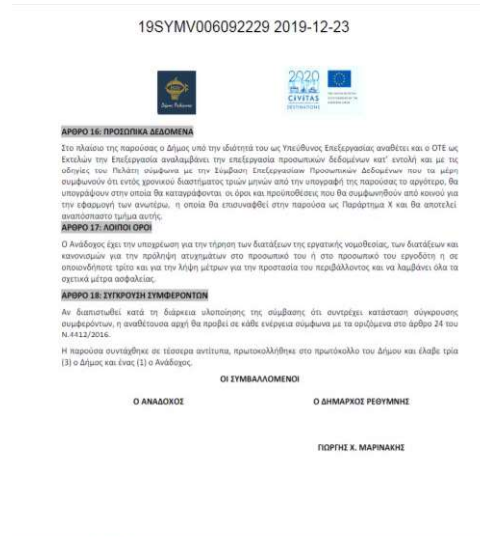 19SYMV006092229 2019-12-23
2020
CIVITAS
DESTINATIONS
ΑΡΘΡΟ 16: ΠΡΟΣΩΠΙΚΑ ΔΕΔΟΜΕΝΑ
Στο πλαίσιο της παρούσας ο Δήμος υπό την ιδιότητά του ως Υπεύθυνος Επεξεργασίας αναθέτει και ο ΟΤΕ ως
Εκτελών την Επεξεργασία αναλαμβάνει την επεξεργασία προσωπικών δεδομένων κατ' εντολή και με τις
οδηγίες του Πελάτη σύμφωνα με την Σύμβαση Επεξεργασίαw Προσωπικών Δεδομένων που τα μέρη
συμφωνούν ότι εντός χρονικού διαστήματος τριών μηνών από την υπογραφή της παρούσας το αργότερο, θα
υπογράψουν στην οποία θα καταγράφονται οι όροι και προϋποθέσεις που θα συμφωνηθούν από κοινού για
την εφαρμογή των ανωτέρω, η οποία θα επισυναφθεί στην παρούσα ως Παράρτημα Χ και θα αποτελεί
αναπόσπαστο τμήμα αυτής.
ΑΡΘΡΟ 17: ΛΟΙΠΟΙ ΟΡΟΙ
Ο Ανάδοχος έχει την υποχρέωση για την τήρηση των διατάξεων της εργατικής νομοθεσίας, των διατάξεων και
κανονισμών για την πρόληψη ατυχημάτων στο προσωπικό του ή στο προσωπικό του εργοδότη η σε
οποιονδήποτε τρίτο και για την λήψη μέτρων για την προστασία του περιβάλλοντος και να λαμβάνει όλα τα
σχετικά μέτρα ασφαλείας.
ΑΡΘΡΟ 18: ΣΥΓΚΡΟΥΣΗ ΣΥΜΦΕΡΟΝΤΩΝ
Αν διαπιστωθεί κατά τη διάρκεια υλοποίησης της σύμβασης ότι συντρέχει κατάσταση σύγκρουσης
συμφερόντων, η αναθέτουσα αρχή θα προβεί σε κάθε ενέργεια σύμφωνα με τα οριζόμενα στο άρθρο 24 του
Ν.4412/2016.
Η παρούσα συντάχθηκε σε τέσσερα αντίτυπα, πρωτοκολλήθηκε στο πρωτόκολλο του Δήμου και έλαβε τρία
(3) ο Δήμος και ένας (1) ο Ανάδοχος.
ΟΙ ΣΥΜΒΑΛΛΟΜΕΝΟΙ
Ο ΑΝΑΔΟΧΟΣ Ο ΔΗΜΑΡΧΟΣ ΡΕΘΥΜΝΗΣ
ΓΙΩΡΓΗΣ Χ. ΜΑΡΙΝΑΚΗΣ